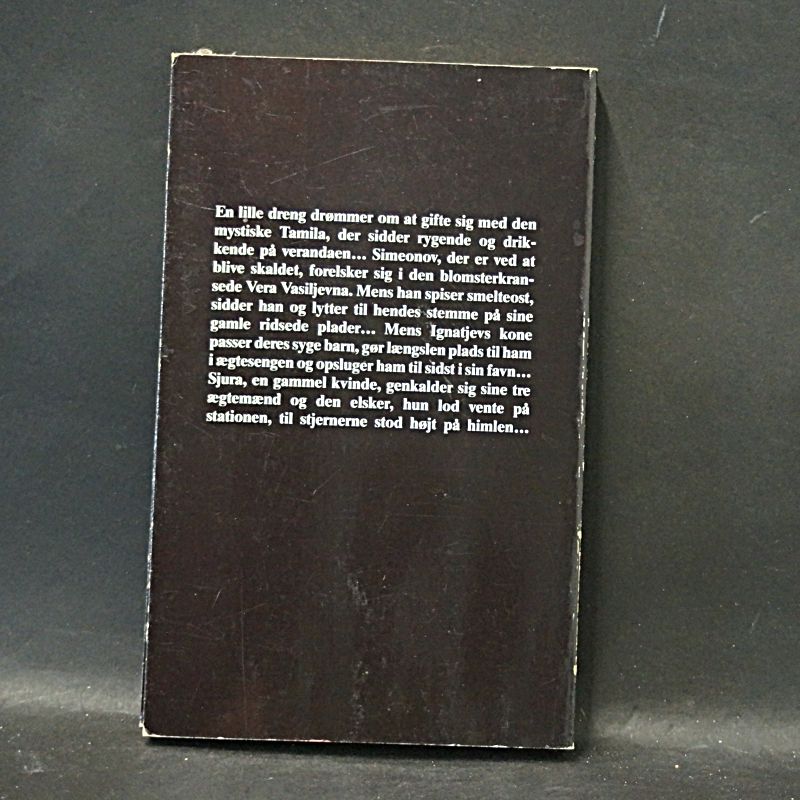 En lille dreng drømmer om at gifte sig med den
mystiske Tamila, der sidder rygende og drik-
kende på verandaen... Simeonov, der er ved at
blive skaldet, forelsker sig i den blomsterkran-
sede Vera Vasiljevna. Mens han spiser smelteost,
sidder han og lytter til hendes stemme på sine
gamle ridsede plader... Mens Ignatjevs kone
passer deres syge barn, gør længslen plads til ham
i ægtesengen og opsluger ham til sidst i sin favn...
Sjura, en gammel kvinde, genkalder sig sine tre
ægtemænd og den elsker, hun lod vente på
stationen, til stjernerne stod højt på himlen...